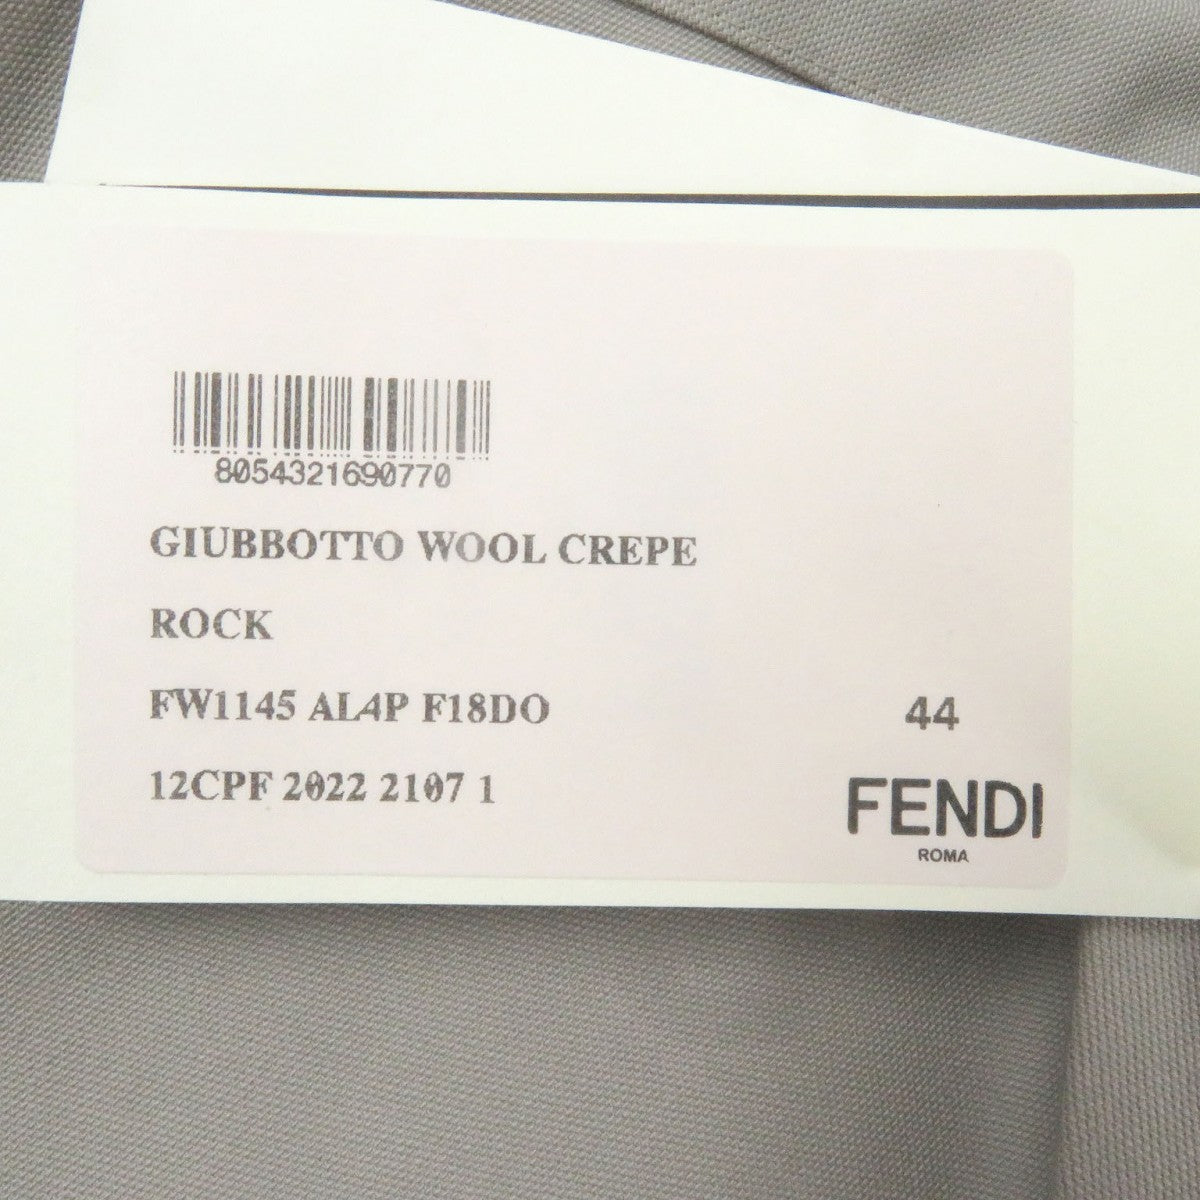 8054321690770
GIUBBOTTO WOOL CREPE
ROCK
FW1145 AL4P F18DO
44
12CPF 2022 2107 1
FENDI
ROMA